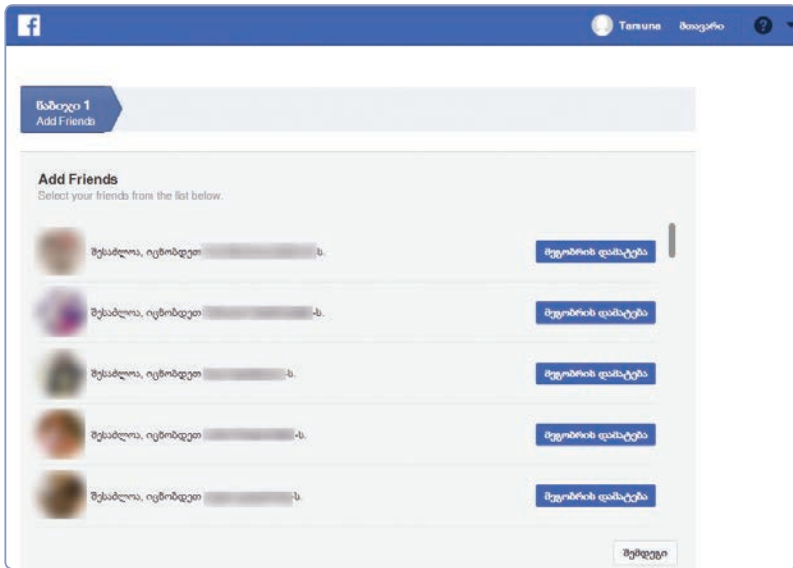 f
Tamuna მთავარი ?
ნაბიჯი 1
Add Friends
Add Friends
Select your friends from the list below.
შესაძლოა, იცნობდეთ ს.
მეგობრის დამატება
შესაძლოა, იცნობდეთ -ს.
მეგობრის დამატება
შესაძლოა, იცნობდეთ -ს.
მეგობრის დამატება
შესაძლოა, იცნობდეთ -ს.
მეგობრის დამატება
შესაძლოა, იცნობდეთ -ს.
მეგობრის დამატება
შემდეგი